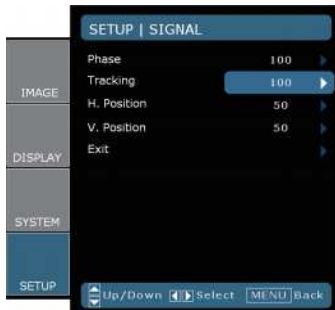 SETUP | SIGNAL
Phase 100
Tracking 100
H. Position 50
V. Position 50
Exit
IMAGE
DISPLAY
SYSTEM
SETUP
Up/Down Select MENU Back